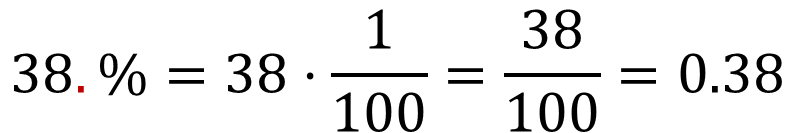 38. % = 38 · 1/100 = 38/100 = 0.38